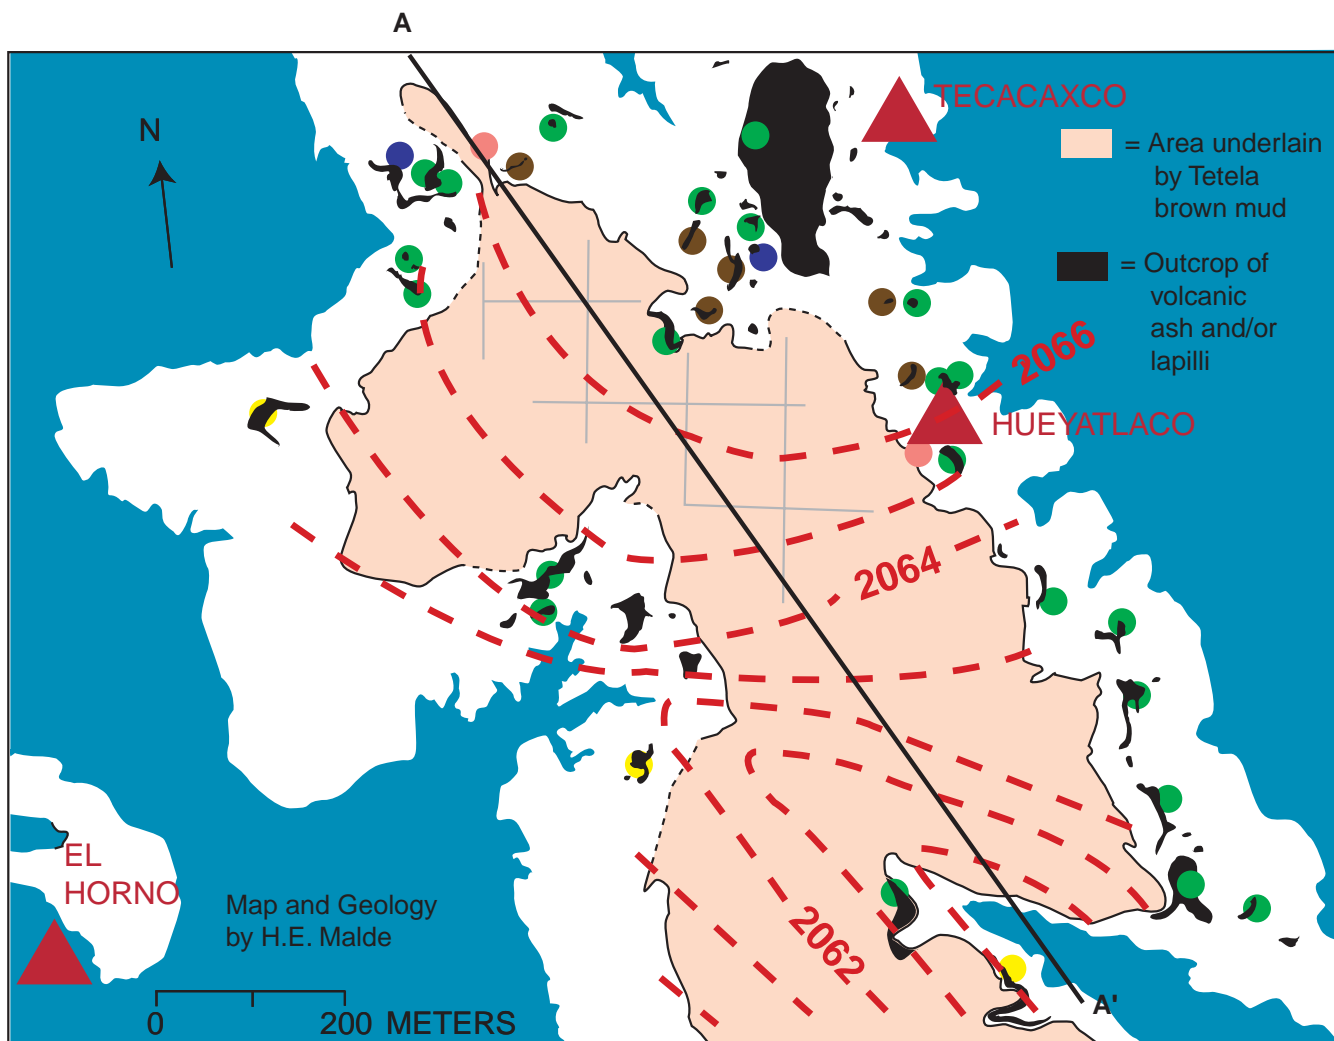 A
N
TECACAXCO
= Area underlain
by Tetela
brown mud
= Outcrop of
volcanic
ash and/or
lapilli
2066
HUEYATLACO
2064
EL
HORNO
Map and Geology
by H.E. Malde
2062
0 200 METERS
A'